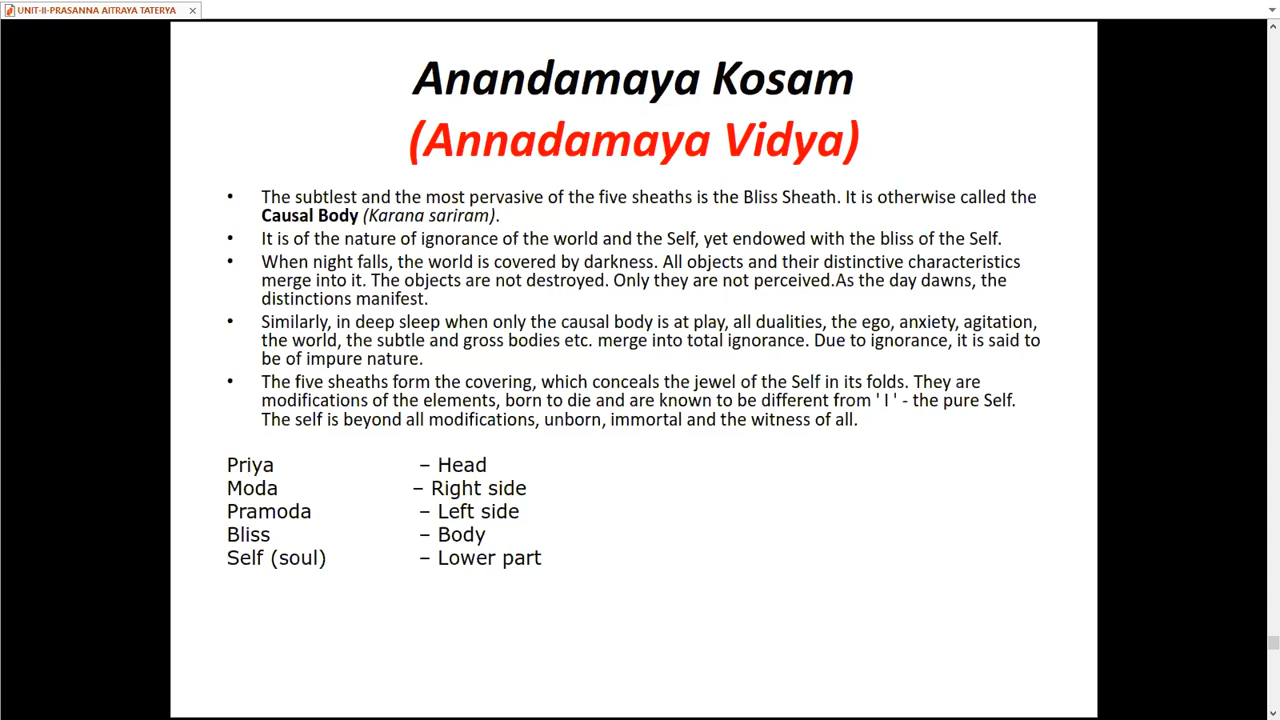 UNIT-II-PRASANNA AITRAYA TATERYA
Anandamaya Kosam
(Annadamaya Vidya)
• The subtlest and the most pervasive of the five sheaths is the Bliss Sheath. It is otherwise called the
Causal Body (Karana sariram).
• It is of the nature of ignorance of the world and the Self, yet endowed with the bliss of the Self.
• When night falls, the world is covered by darkness. All objects and their distinctive characteristics
merge into it. The objects are not destroyed. Only they are not perceived.As the day dawns, the
distinctions manifest.
• Similarly, in deep sleep when only the causal body is at play, all dualities, the ego, anxiety, agitation,
the world, the subtle and gross bodies etc. merge into total ignorance. Due to ignorance, it is said to
be of impure nature.
• The five sheaths form the covering, which conceals the jewel of the Self in its folds. They are
modifications of the elements, born to die and are known to be different from ' I ' - the pure Self.
The self is beyond all modifications, unborn, immortal and the witness of all.
Priya – Head
Moda – Right side
Pramoda – Left side
Bliss – Body
Self (soul) – Lower part